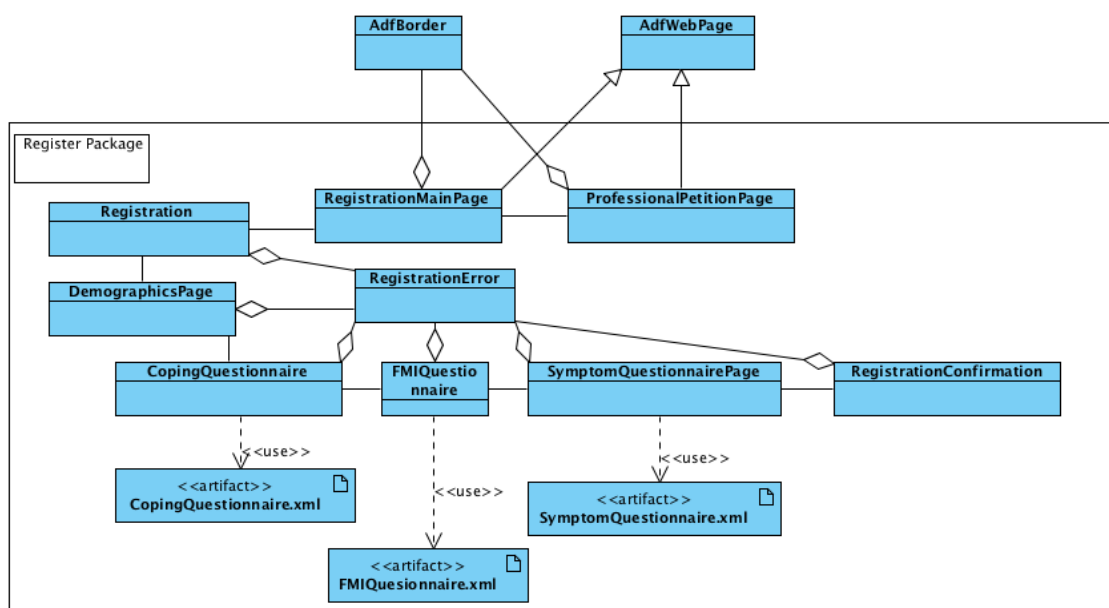 AdfBorder
AdfWebPage
Register Package
RegistrationMainPage
ProfessionalPetitionPage
Registration
RegistrationError
DemographicsPage
CopingQuestionnaire
FMIQuestio
nnaire
SymptomQuestionnairePage
RegistrationConfirmation
<<use>>
<<use>>
<<use>>
<<artifact>>
CopingQuestionnaire.xml
<<artifact>>
SymptomQuestionnaire.xml
<<artifact>>
FMIQuesionnaire.xml